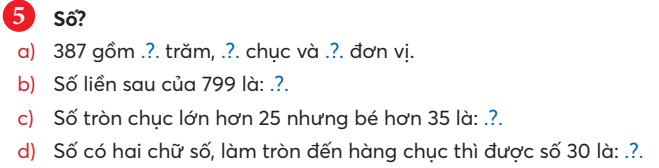 5 Số?
a) 387 gồm .?. trăm, .?. chục và .?. đơn vị.
b) Số liền sau của 799 là: .?.
c) Số tròn chục lớn hơn 25 nhưng bé hơn 35 là: .?.
d) Số có hai chữ số, làm tròn đến hàng chục thì được số 30 là: .?.